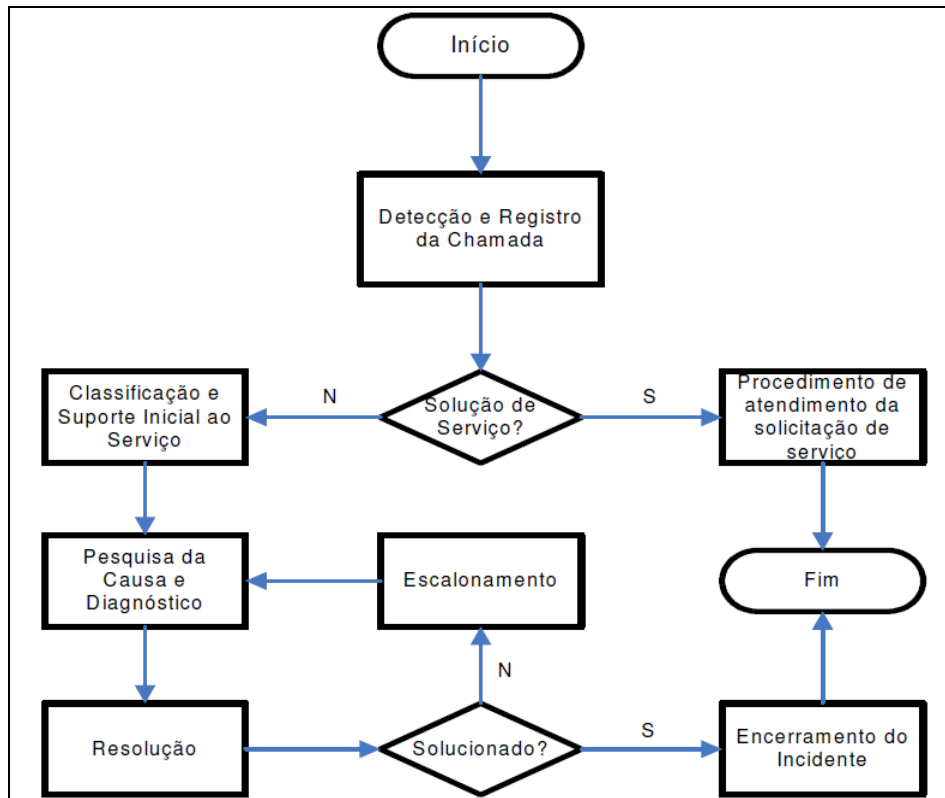 Início
Detecção e Registro
da Chamada
Classificação e
Suporte Inicial ao
Serviço
N
Solução de
Serviço?
S
Procedimento de
atendimento da
solicitação de
serviço
Pesquisa da
Causa e
Diagnóstico
Escalonamento
Fim
N
Resolução
Solucionado?
S
Encerramento do
Incidente